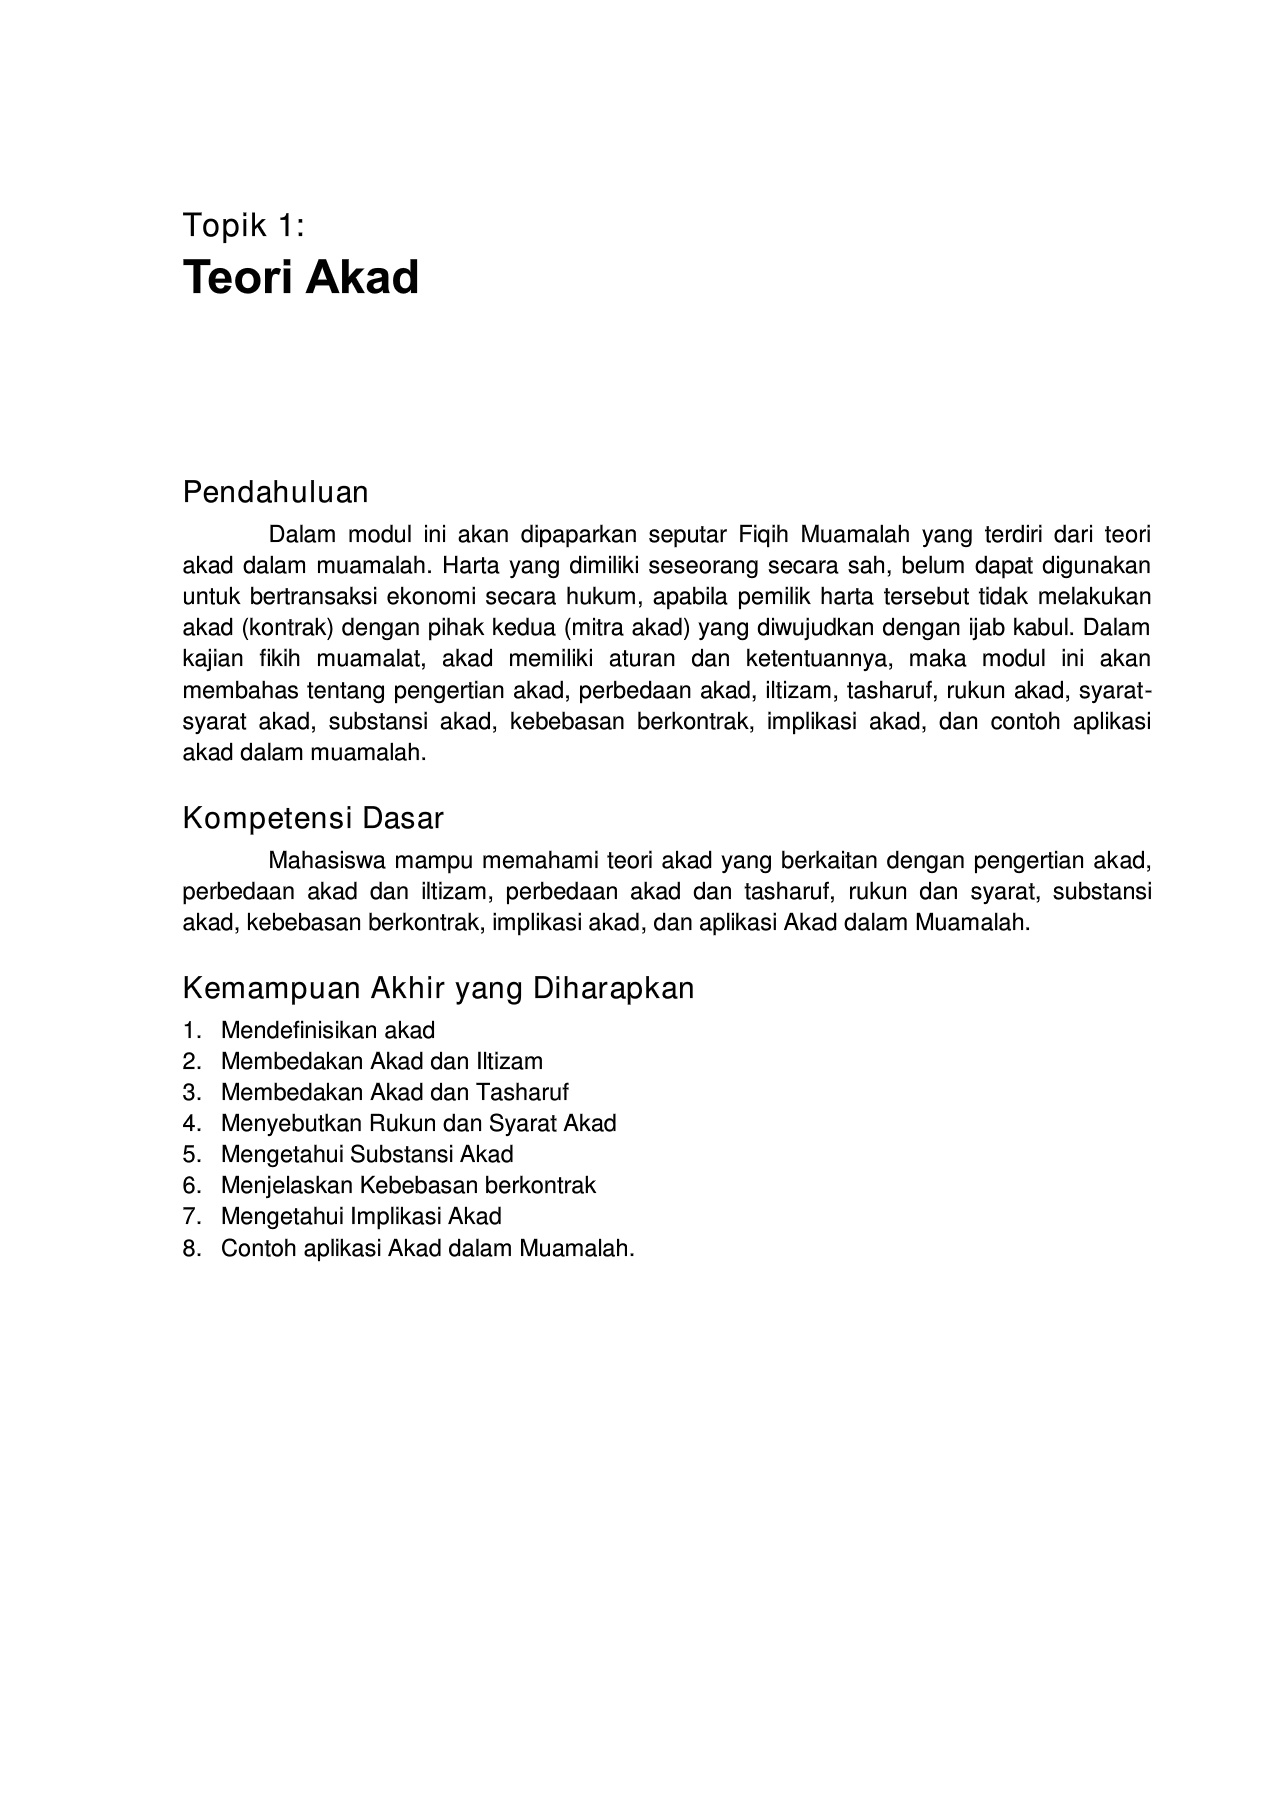 Topik 1:
Teori Akad
Pendahuluan
Dalam modul ini akan dipaparkan seputar Fiqih Muamalah yang terdiri dari teori
akad dalam muamalah. Harta yang dimiliki seseorang secara sah, belum dapat digunakan
untuk bertransaksi ekonomi secara hukum, apabila pemilik harta tersebut tidak melakukan
akad (kontrak) dengan pihak kedua (mitra akad) yang diwujudkan dengan ijab kabul. Dalam
kajian fikih muamalat, akad memiliki aturan dan ketentuannya, maka modul ini akan
membahas tentang pengertian akad, perbedaan akad, iltizam, tasharuf, rukun akad, syarat-
syarat akad, substansi akad, kebebasan berkontrak, implikasi akad, dan contoh aplikasi
akad dalam muamalah.
Kompetensi Dasar
Mahasiswa mampu memahami teori akad yang berkaitan dengan pengertian akad,
perbedaan akad dan iltizam, perbedaan akad dan tasharuf, rukun dan syarat, substansi
akad, kebebasan berkontrak, implikasi akad, dan aplikasi Akad dalam Muamalah.
Kemampuan Akhir yang Diharapkan
1. Mendefinisikan akad
2. Membedakan Akad dan Iltizam
3. Membedakan Akad dan Tasharuf
4. Menyebutkan Rukun dan Syarat Akad
5. Mengetahui Substansi Akad
6. Menjelaskan Kebebasan berkontrak
7. Mengetahui Implikasi Akad
8. Contoh aplikasi Akad dalam Muamalah.